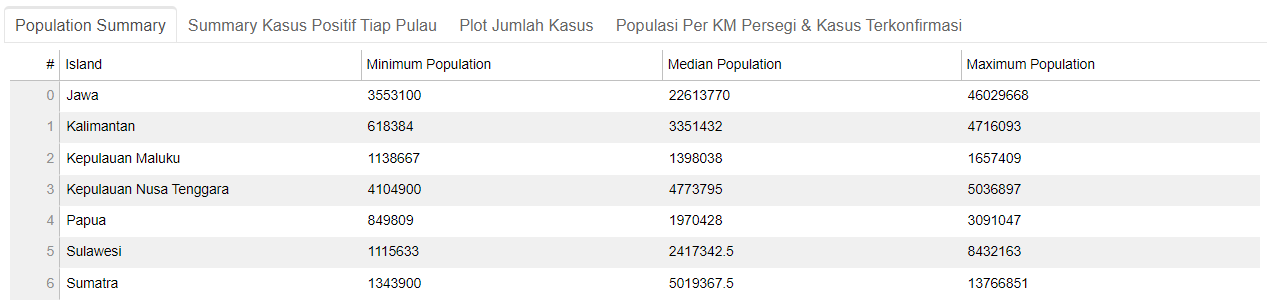 Population Summary Summary Kasus Positif Tiap Pulau Plot Jumlah Kasus Populasi Per KM Persegi & Kasus Terkonfirmasi
# Island Minimum Population Median Population Maximum Population
0 Jawa 3553100 22613770 46029668
1 Kalimantan 618384 3351432 4716093
2 Kepulauan Maluku 1138667 1398038 1657409
3 Kepulauan Nusa Tenggara 4104900 4773795 5036897
4 Papua 849809 1970428 3091047
5 Sulawesi 1115633 2417342.5 8432163
6 Sumatra 1343900 5019367.5 13766851